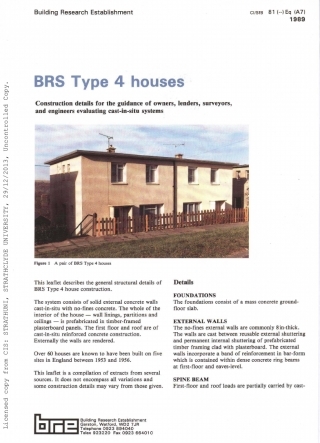 Building Research Establishment
CI/SfB 81 (–) Eq (A7)
1989
BRS Type 4 houses
Construction details for the guidance of owners, lenders, surveyors,
and engineers evaluating cast-in-situ systems
Figure 1 A pair of BRS Type 4 houses
This leaflet describes the general structural details of
BRS Type 4 house construction.
The system consists of solid external concrete walls
cast-in-situ with no-fines concrete. The whole of the
interior of the house — wall linings, partitions and
ceilings — is prefabricated in timber-framed
plasterboard panels. The first floor and roof are of
cast-in-situ reinforced concrete construction.
Externally the walls are rendered.
Over 60 houses are known to have been built on five
sites in England between 1953 and 1956.
This leaflet is a compilation of extracts from several
sources. It does not encompass all variations and
some construction details may vary from those given.
Details
FOUNDATIONS
The foundations consist of a mass concrete ground-
floor slab.
EXTERNAL WALLS
The no-fines external walls are commonly 8in-thick.
The walls are cast between reusable external shuttering
and permanent internal shuttering of prefabricated
timber framing clad with plasterboard. The external
walls incorporate a band of reinforcement in bar-form
which is contained within dense concrete ring beams
at first-floor and eaves-level.
SPINE BEAM
First-floor and roof loads are partially carried by cast-
bre
Building Research Establishment
Garston, Watford, WD2 7JR
Telephone 0923 894040
Telex 923220 Fax 0923 664010
Licensed copy from CIS: STRATHUNI, STRATHCLYDE UNIVERSITY, 29/12/2013, Uncontrolled Copy.